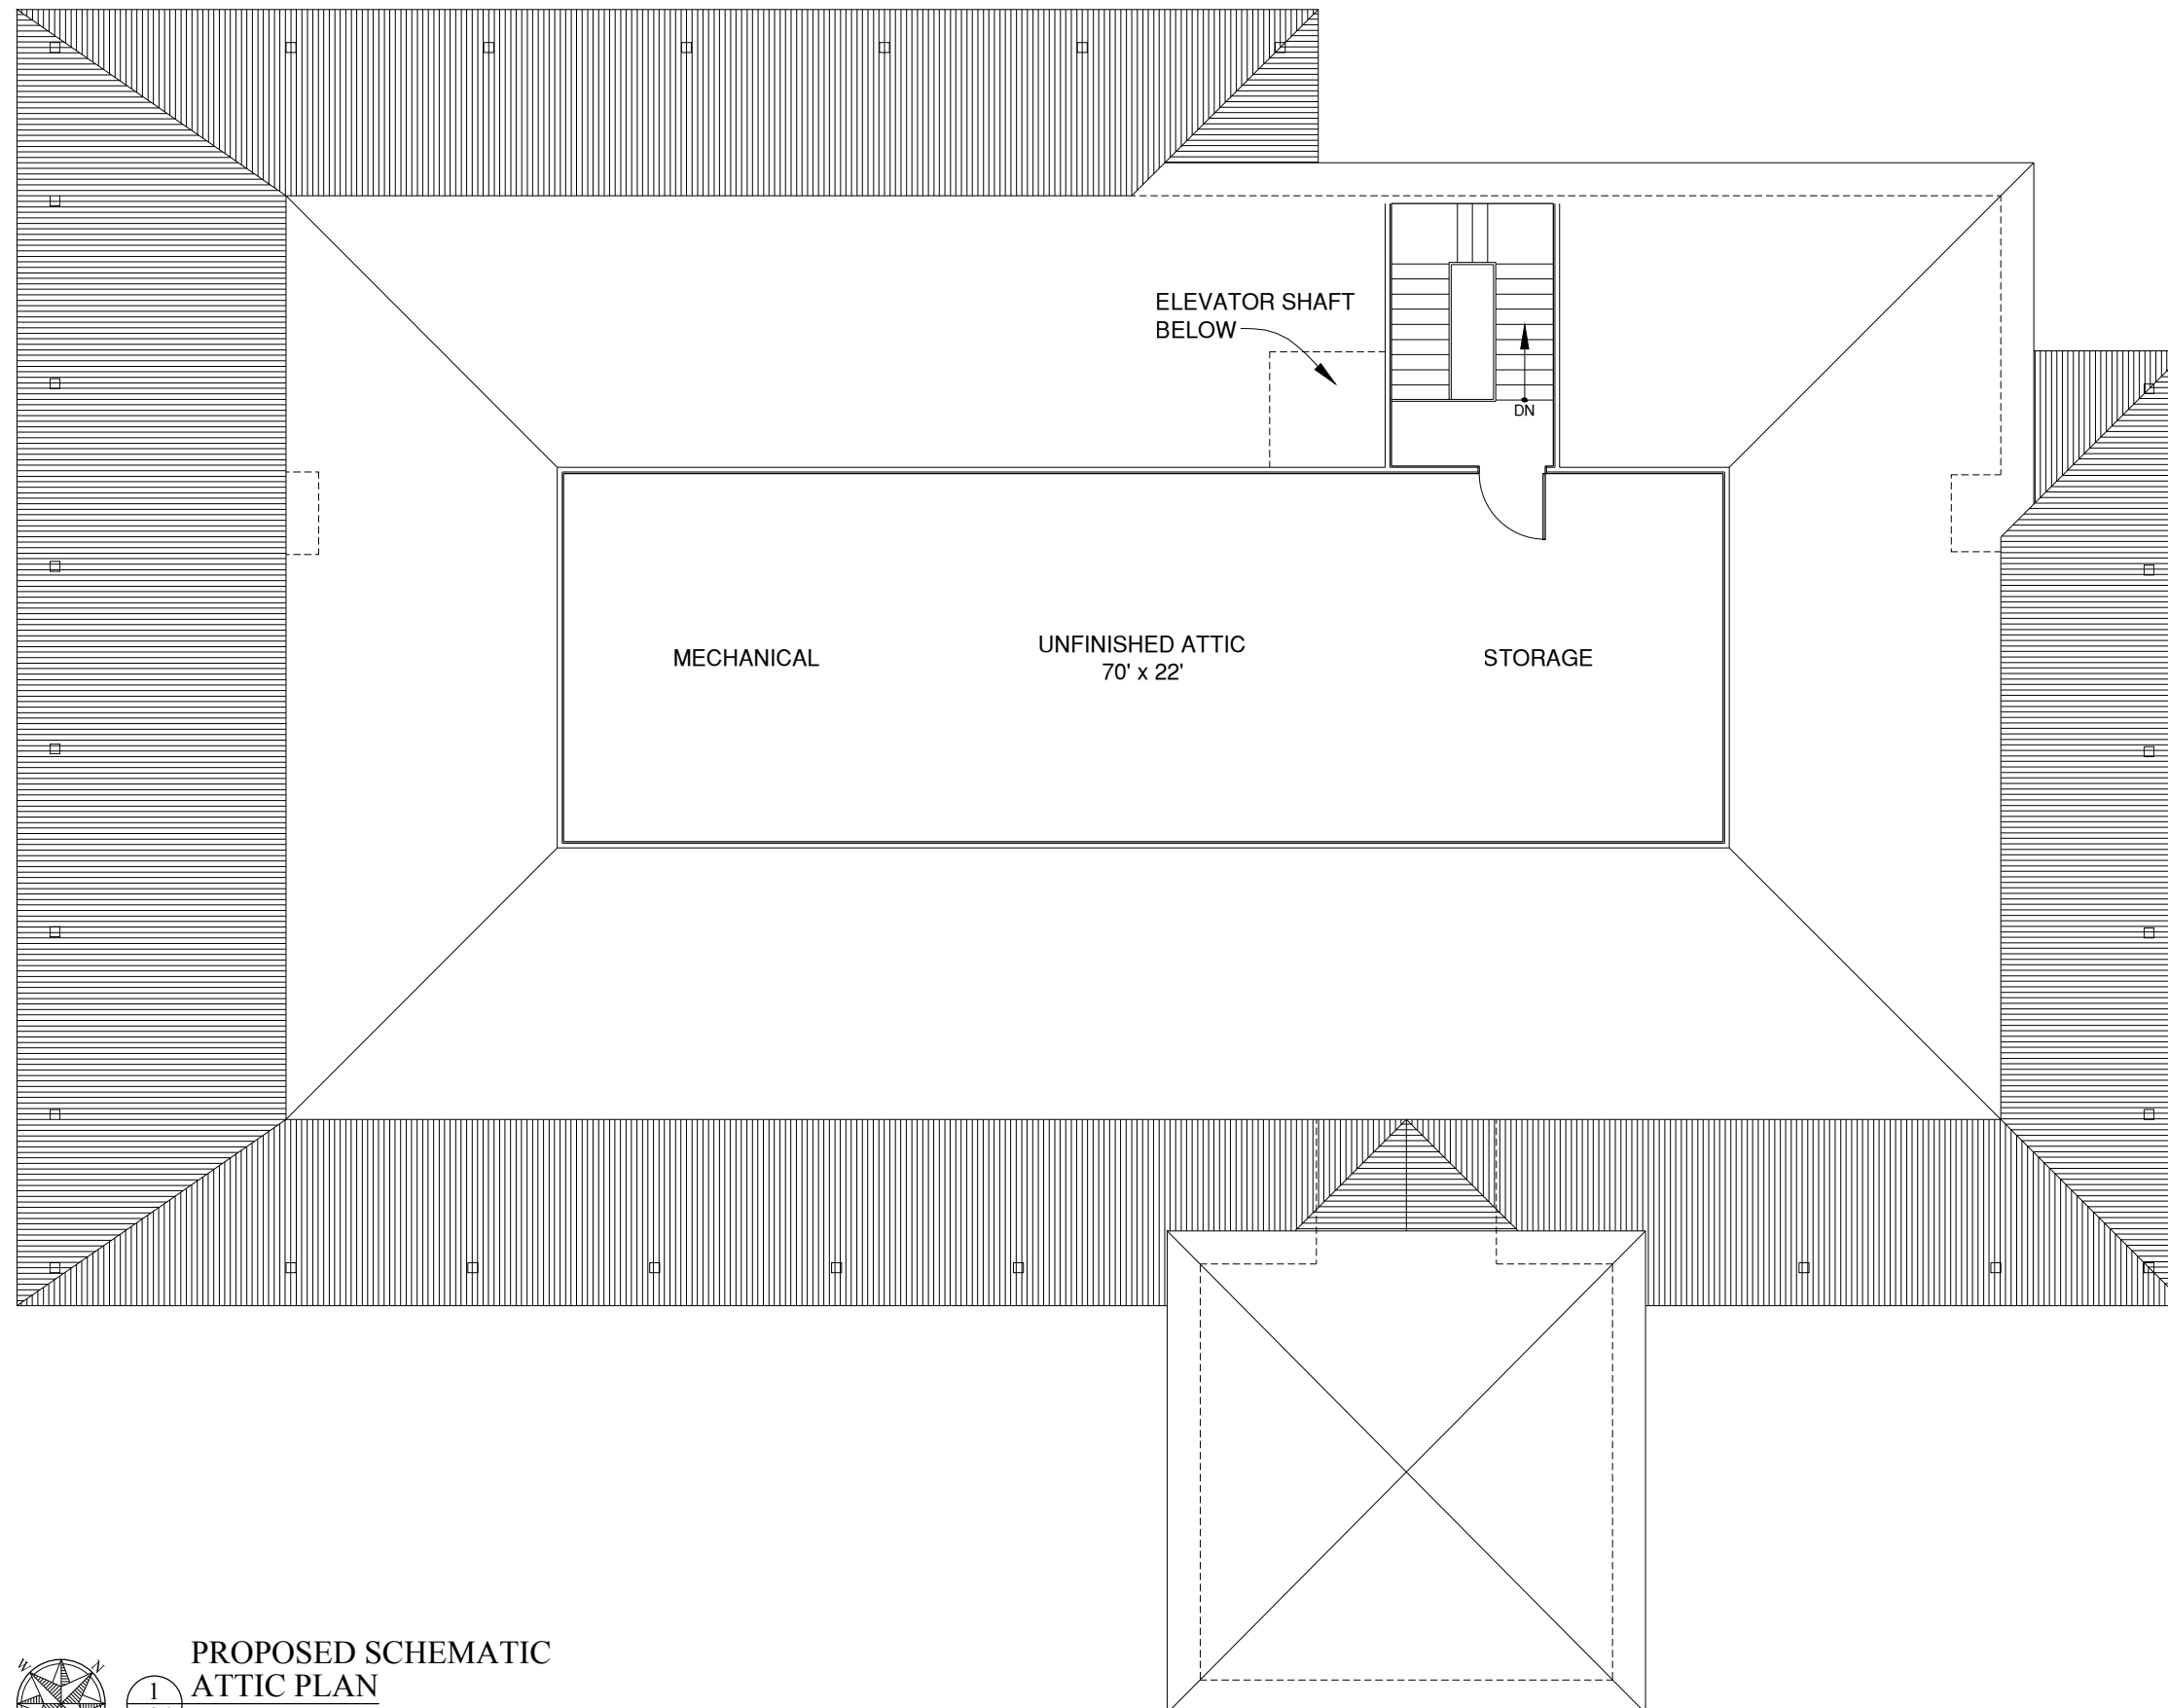 ELEVATOR SHAFT
BELOW
DN
MECHANICAL
UNFINISHED ATTIC
70' x 22'
STORAGE
W
N
1
PROPOSED SCHEMATIC
ATTIC PLAN